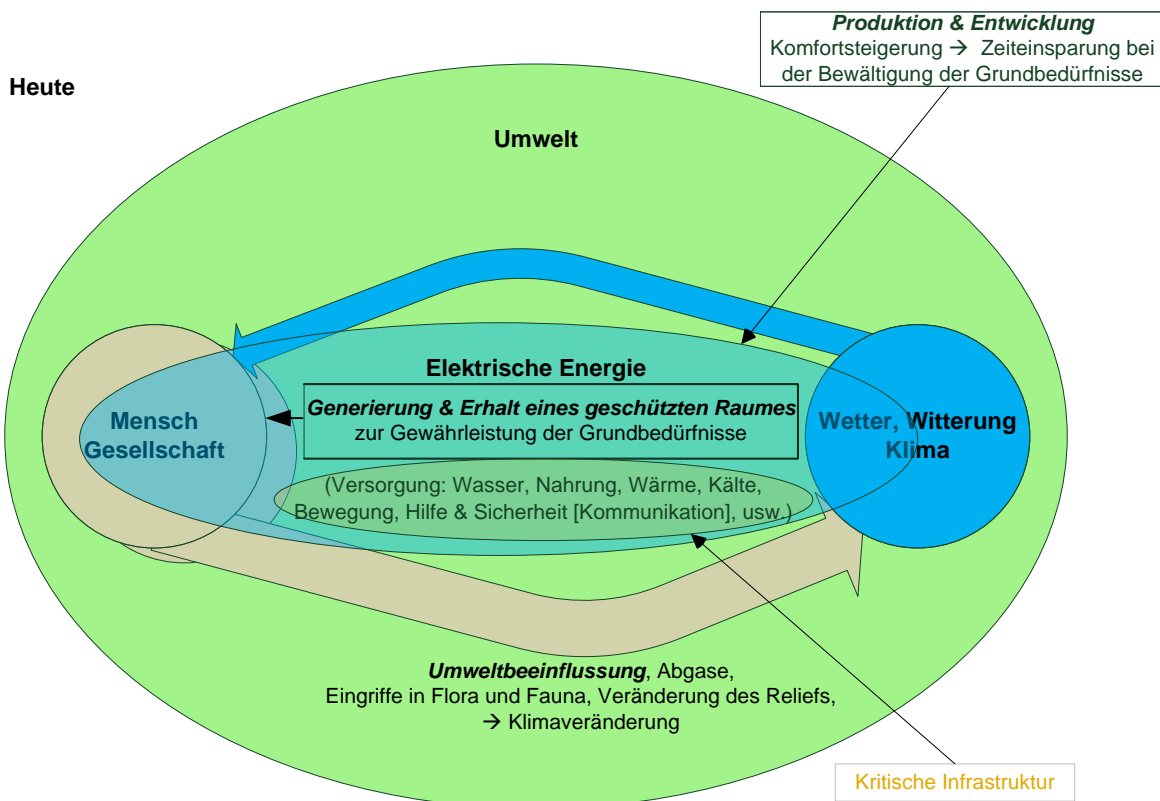 Produktion & Entwicklung
Komfortsteigerung → Zeiteinsparung bei
der Bewältigung der Grundbedürfnisse
Heute
Umwelt
Elektrische Energie
Generierung & Erhalt eines geschützten Raumes
zur Gewährleistung der Grundbedürfnisse
Mensch
Gesellschaft
Wetter, Witterung
Klima
(Versorgung: Wasser, Nahrung, Wärme, Kälte,
Bewegung, Hilfe & Sicherheit [Kommunikation], usw.)
Umweltbeeinflussung, Abgase,
Eingriffe in Flora und Fauna, Veränderung des Reliefs,
→ Klimaveränderung
Kritische Infrastruktur